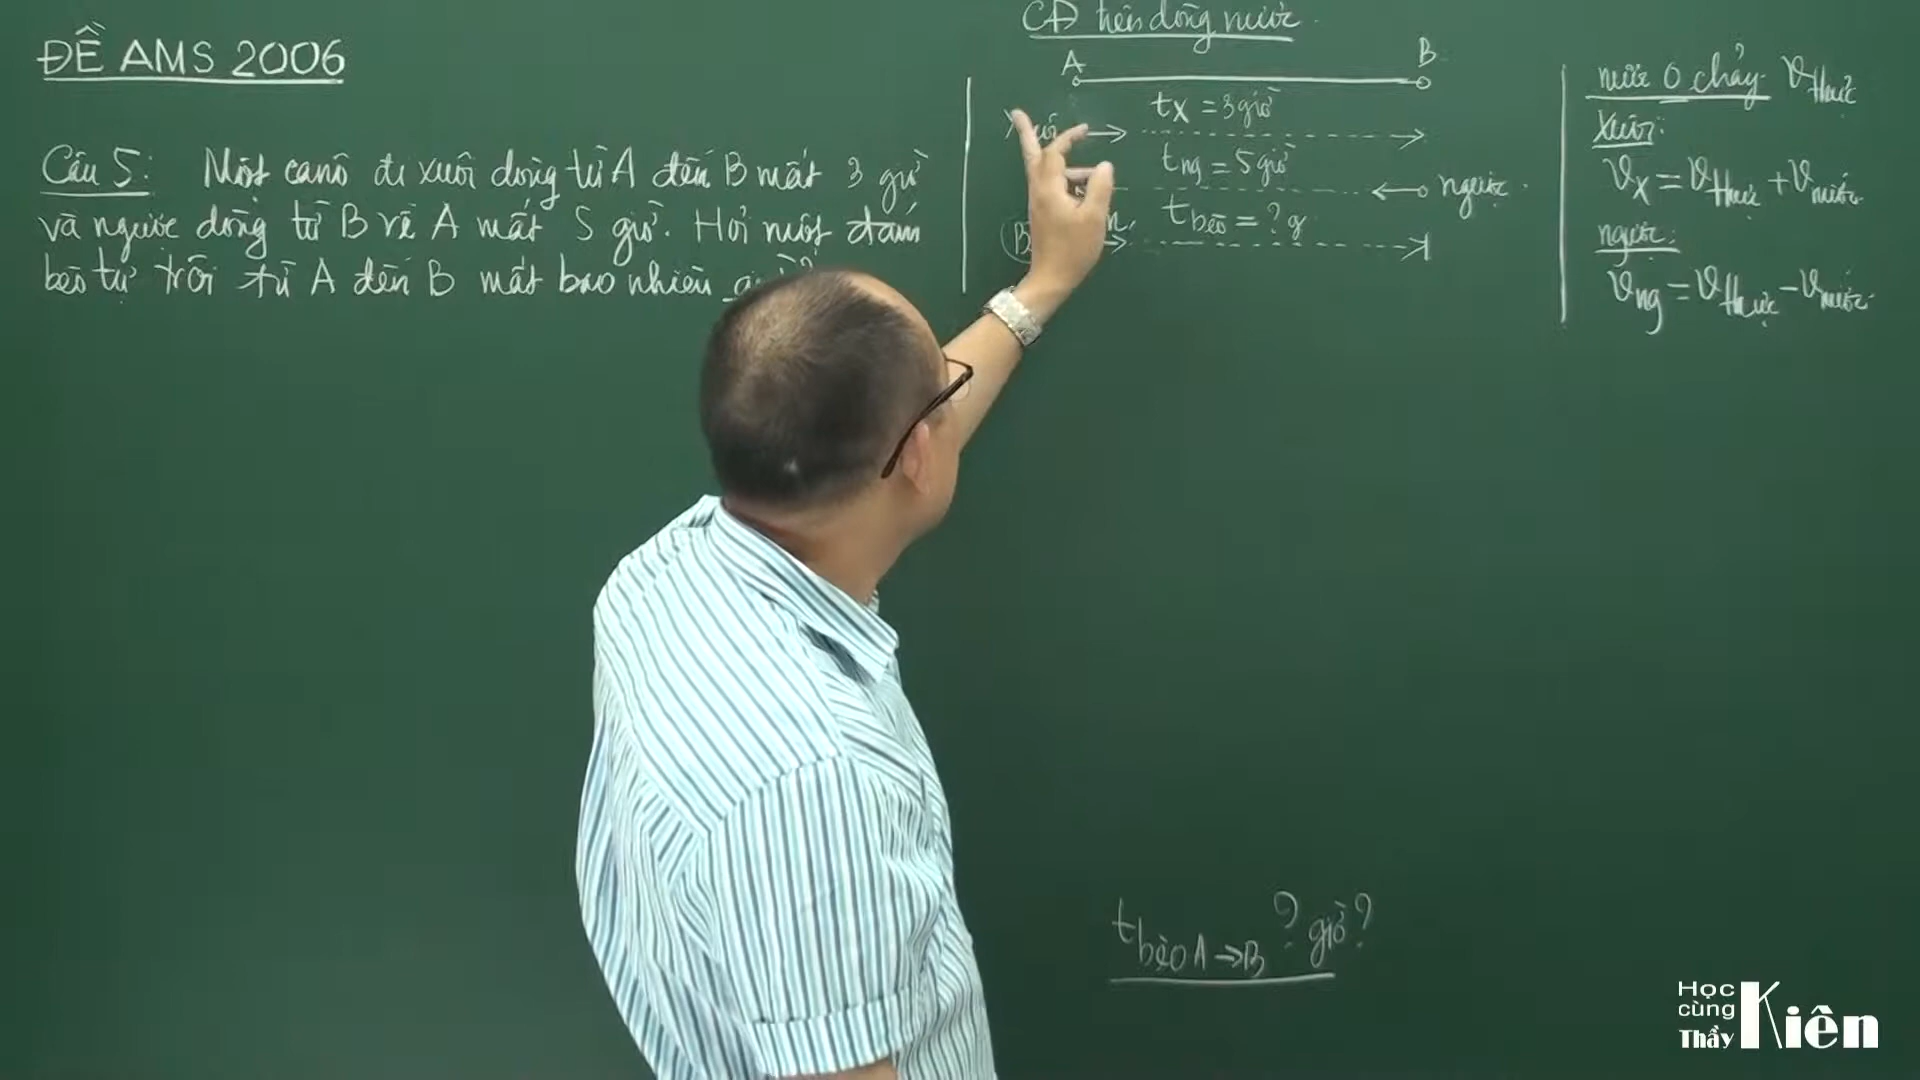 ĐỀ AMS 2006
Câu 5: Một canô đi xuôi dòng từ A đến B mất 3 giờ
và ngược dòng từ B về A mất 5 giờ. Hỏi một đám
bèo tự trôi từ A đến B mất bao nhiêu
CĐ trên dòng nước.
A B
tx = 3 giờ
tng = 5 giờ
ngược.
B
tbèo = ? g
nước 0 chảy. vthực
Xuôi:
vx = vthực + vnước
ngược:
vng = vthực - vnước
tbèo A → B ? giờ?
Học cùng Thầy Kiên